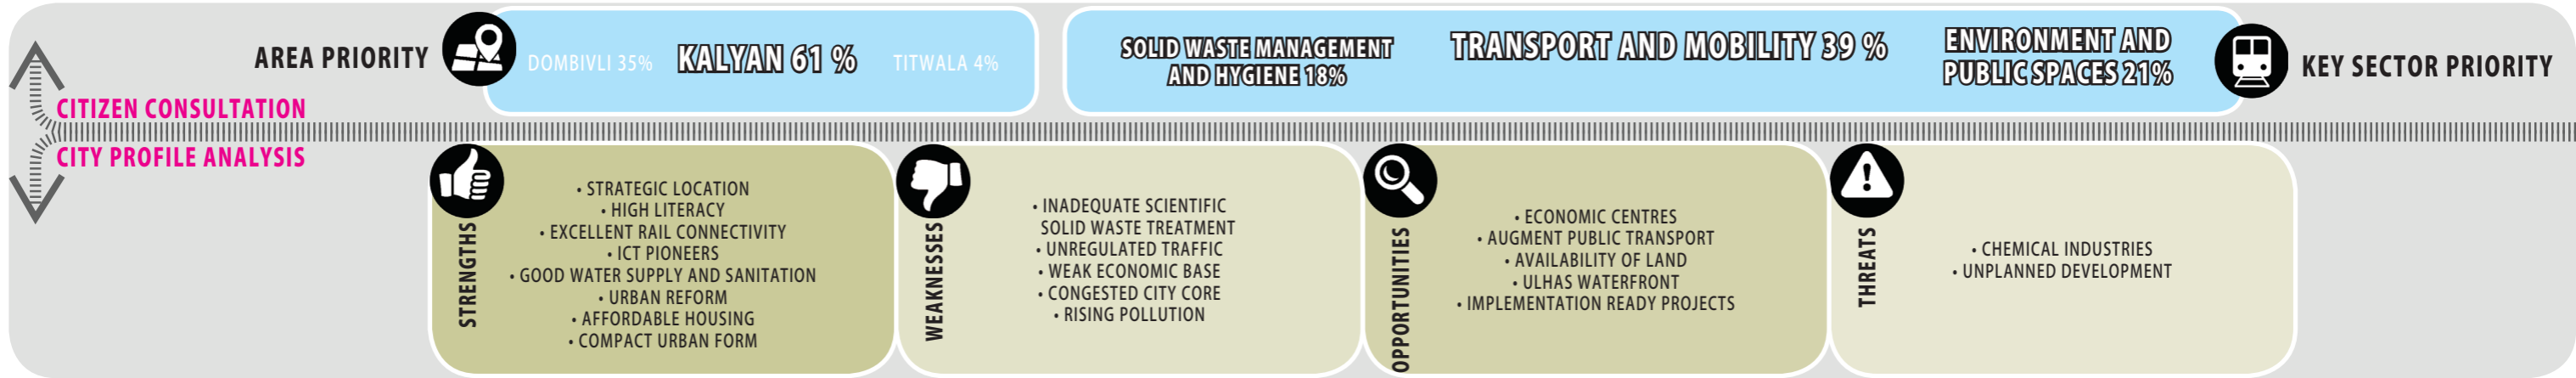 AREA PRIORITY
DOMBIVLI 35%
KALYAN 61 %
TITWALA 4%
SOLID WASTE MANAGEMENT
AND HYGIENE 18%
TRANSPORT AND MOBILITY 39 %
ENVIRONMENT AND
PUBLIC SPACES 21%
KEY SECTOR PRIORITY
CITIZEN CONSULTATION
CITY PROFILE ANALYSIS
STRENGTHS
• STRATEGIC LOCATION
• HIGH LITERACY
• EXCELLENT RAIL CONNECTIVITY
• ICT PIONEERS
• GOOD WATER SUPPLY AND SANITATION
• URBAN REFORM
• AFFORDABLE HOUSING
• COMPACT URBAN FORM
WEAKNESSES
• INADEQUATE SCIENTIFIC
SOLID WASTE TREATMENT
• UNREGULATED TRAFFIC
• WEAK ECONOMIC BASE
• CONGESTED CITY CORE
• RISING POLLUTION
OPPORTUNITIES
• ECONOMIC CENTRES
• AUGMENT PUBLIC TRANSPORT
• AVAILABILITY OF LAND
• ULHAS WATERFRONT
• IMPLEMENTATION READY PROJECTS
THREATS
• CHEMICAL INDUSTRIES
• UNPLANNED DEVELOPMENT